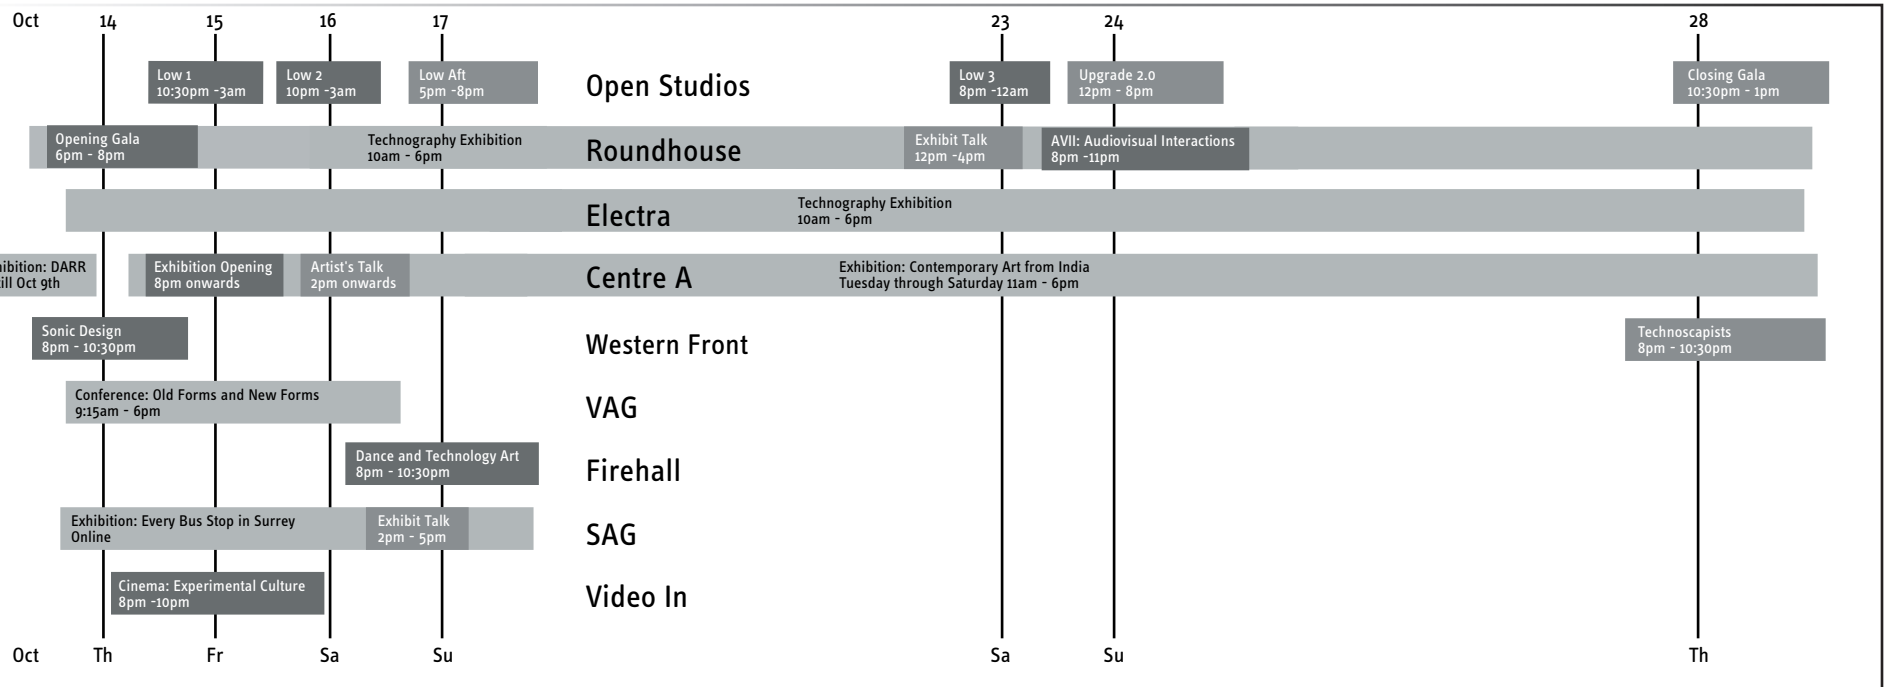 Oct 14 15 16 17 23 24 28
Low 1
10:30pm -3am
Low 2
10pm -3am
Low Aft
5pm -8pm
Open Studios
Low 3
8pm -12am
Upgrade 2.0
12pm - 8pm
Closing Gala
10:30pm - 1pm
Opening Gala
6pm - 8pm
Technography Exhibition
10am - 6pm
Roundhouse
Exhibit Talk
12pm -4pm
AVII: Audiovisual Interactions
8pm -11pm
Electra
Technography Exhibition
10am - 6pm
ibition: DARR
ill Oct 9th
Exhibition Opening
8pm onwards
Artist's Talk
2pm onwards
Centre A
Exhibition: Contemporary Art from India
Tuesday through Saturday 11am - 6pm
Sonic Design
8pm - 10:30pm
Western Front
Technoscapists
8pm - 10:30pm
Conference: Old Forms and New Forms
9:15am - 6pm
VAG
Dance and Technology Art
8pm - 10:30pm
Firehall
Exhibition: Every Bus Stop in Surrey
Online
Exhibit Talk
2pm - 5pm
SAG
Cinema: Experimental Culture
8pm -10pm
Video In
Oct Th Fr Sa Su Sa Su Th